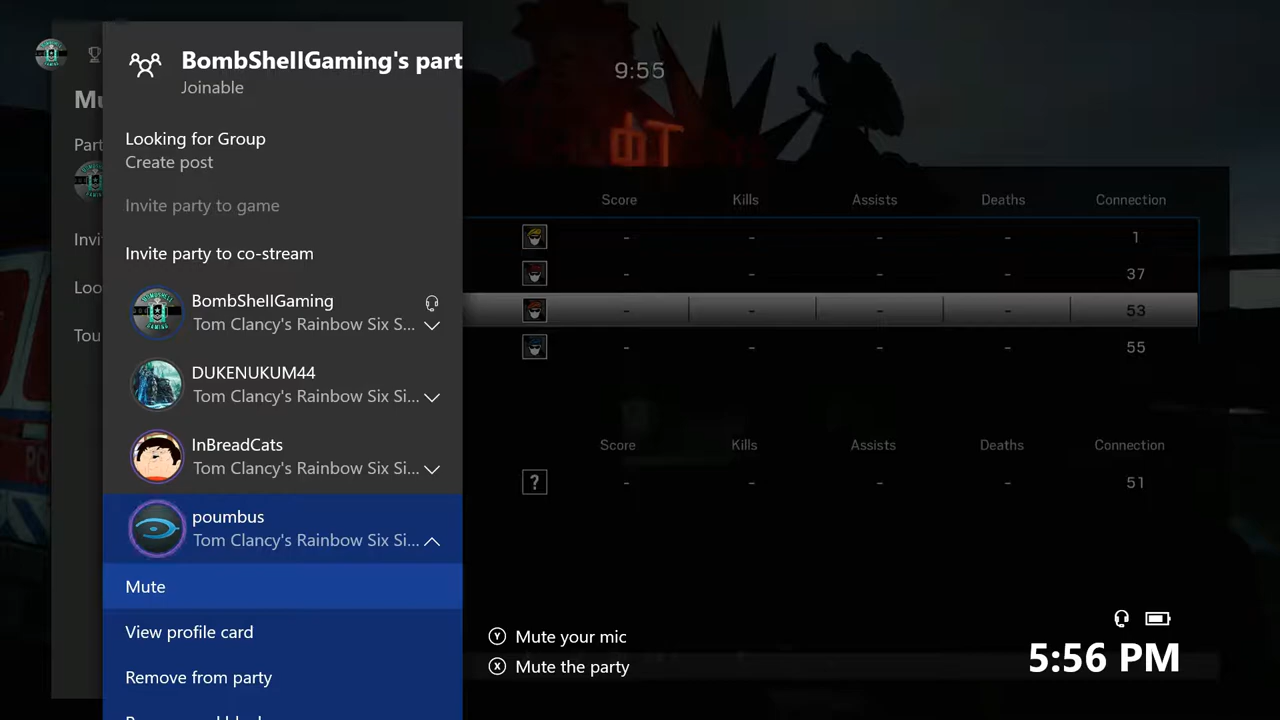 BombShellGaming's part
Joinable
Looking for Group
Create post
Invite party to game
Invite party to co-stream
BombShellGaming
Tom Clancy's Rainbow Six S...
DUKENUKUM44
Tom Clancy's Rainbow Six Si...
InBreadCats
Tom Clancy's Rainbow Six Si...
poumbus
Tom Clancy's Rainbow Six Si...
Mute
View profile card
Remove from party
9:55
Score Kills Assists Deaths Connection
- - - - 1
- - - - 37
- - - - 53
- - - - 55
Score Kills Assists Deaths Connection
? - - - - 51
Y Mute your mic
X Mute the party
5:56 PM